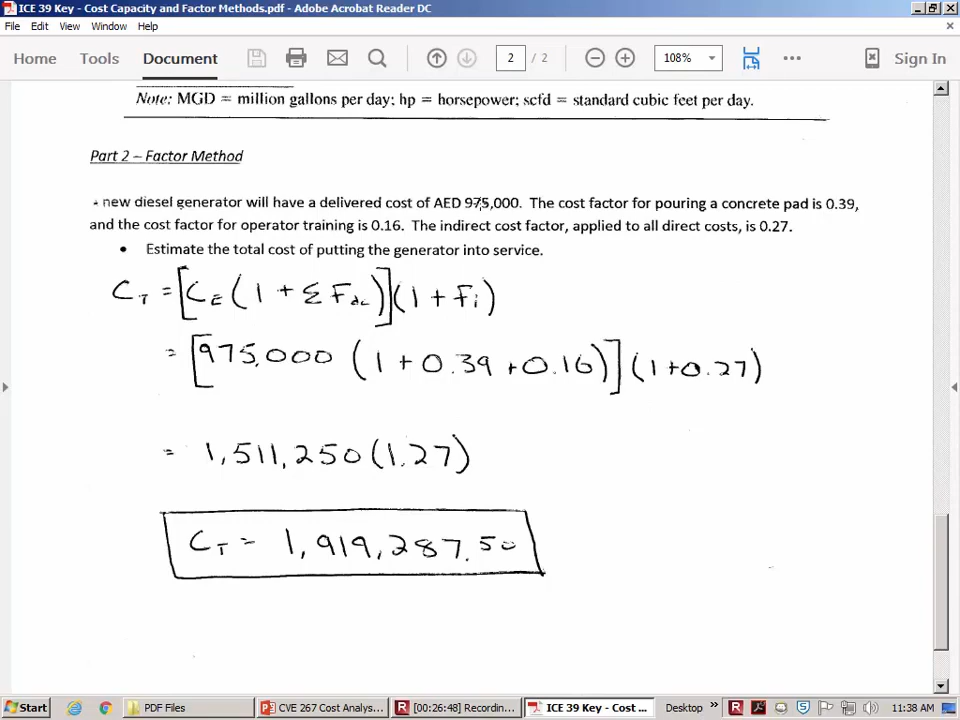 ICE 39 Key - Cost Capacity and Factor Methods.pdf - Adobe Acrobat Reader DC
File Edit View Window Help
Home Tools Document 2 / 2 108% Sign In
Note: MGD = million gallons per day; hp = horsepower; scfd = standard cubic feet per day.
Part 2 – Factor Method
new diesel generator will have a delivered cost of AED 975,000. The cost factor for pouring a concrete pad is 0.39,
and the cost factor for operator training is 0.16. The indirect cost factor, applied to all direct costs, is 0.27.
• Estimate the total cost of putting the generator into service.
C_T = [C_E (1 + Σ F_dc)](1 + F_i)
= [975,000 (1 + 0.39 + 0.16)](1+0.27)
= 1,511,250(1.27)
C_T = 1,919,287.50
Start PDF Files CVE 267 Cost Analys... [00:26:48] Recordin... ICE 39 Key - Cost ... Desktop » 11:38 AM